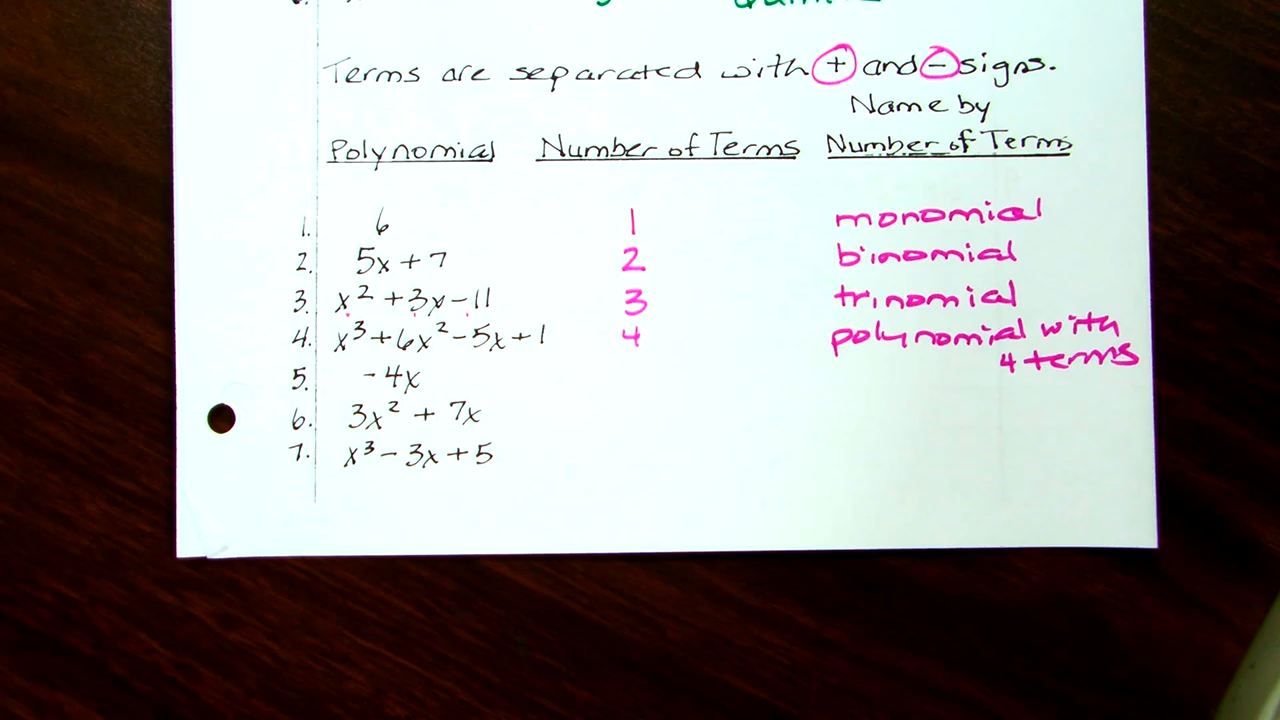 Terms are separated with + and - signs.
Name by
Polynomial Number of Terms Number of Terms
1. 6 1 monomial
2. 5x + 7 2 binomial
3. x² + 3x - 11 3 trinomial
4. x³ + 6x² - 5x + 1 4 polynomial with
4 terms
5. - 4x
6. 3x² + 7x
7. x³ - 3x + 5